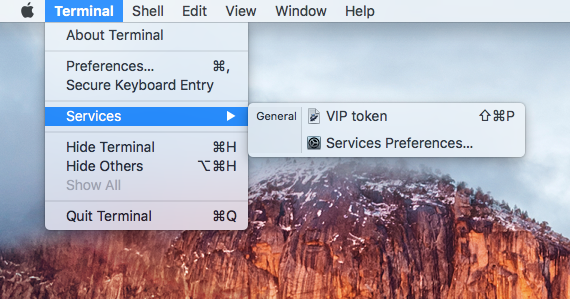 Terminal Shell Edit View Window Help
About Terminal
Preferences... ⌘,
Secure Keyboard Entry
Services ▶
General VIP token ⇧⌘P
Services Preferences...
Hide Terminal ⌘H
Hide Others ⌥⌘H
Show All
Quit Terminal ⌘Q